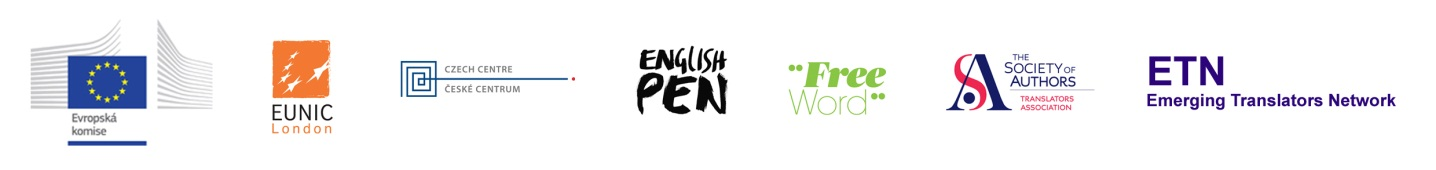 Evropská
komise
EUNIC
London
CZECH CENTRE
ČESKÉ CENTRUM
ENGLISH
PEN
Free
Word
SA
THE
SOCIETY OF
AUTHORS
TRANSLATORS
ASSOCIATION
ETN
Emerging Translators Network